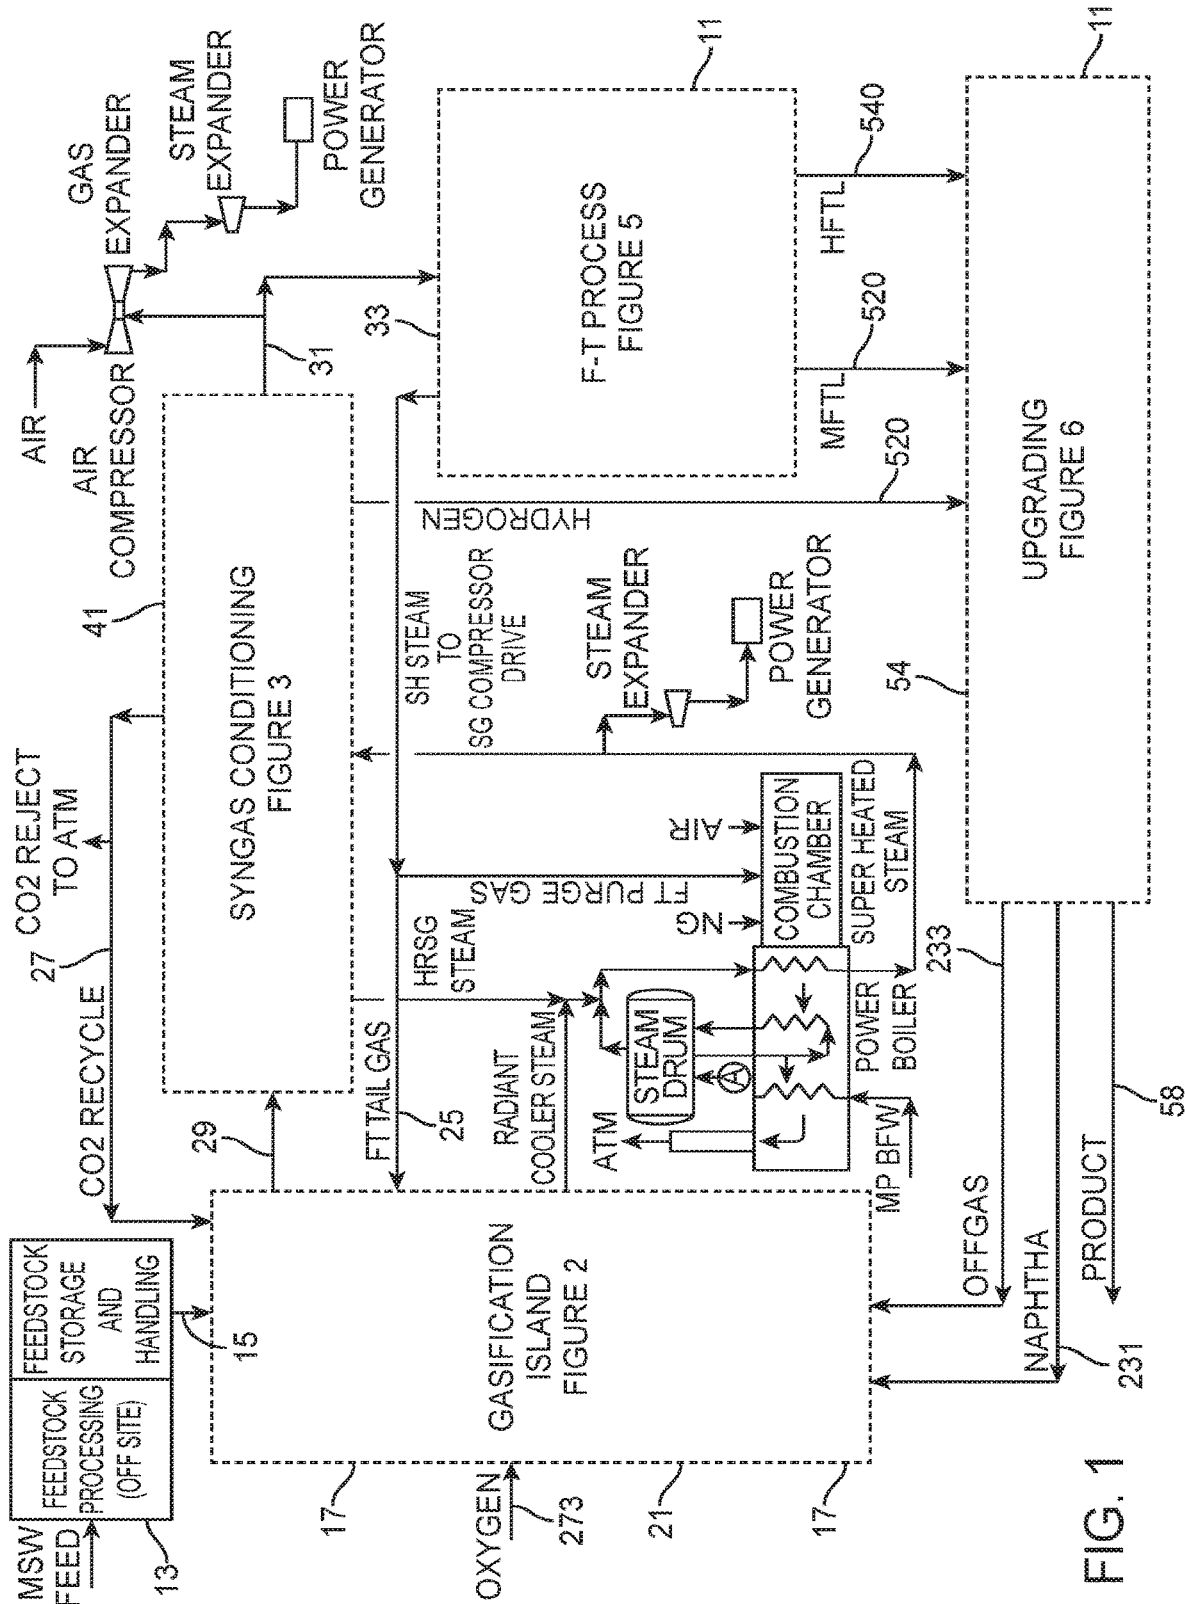 MSW
FEED
13
FEEDSTOCK
PROCESSING
(OFF SITE)
FEEDSTOCK
STORAGE
AND
HANDLING
15
CO2 RECYCLE
27
CO2 REJECT
TO ATM
41
SYNGAS CONDITIONING
FIGURE 3
29
AIR
AIR
COMPRESSOR
GAS
EXPANDER
STEAM
EXPANDER
POWER
GENERATOR
31
33
F-T PROCESS
FIGURE 5
11
17
OXYGEN
273
21
17
GASIFICATION
ISLAND
FIGURE 2
FT TAIL GAS
25
HRSG
STEAM
RADIANT
COOLER STEAM
FT PURGE GAS
SH STEAM
TO
SG COMPRESSOR
DRIVE
HYDROGEN
520
MFTL
520
HFTL
540
STEAM
EXPANDER
POWER
GENERATOR
ATM
STEAM
DRUM
A
NG
AIR
COMBUSTION
CHAMBER
POWER
BOILER
SUPER HEATED
STEAM
MP BFW
54
UPGRADING
FIGURE 6
11
OFFGAS
233
NAPHTHA
231
PRODUCT
58
FIG. 1